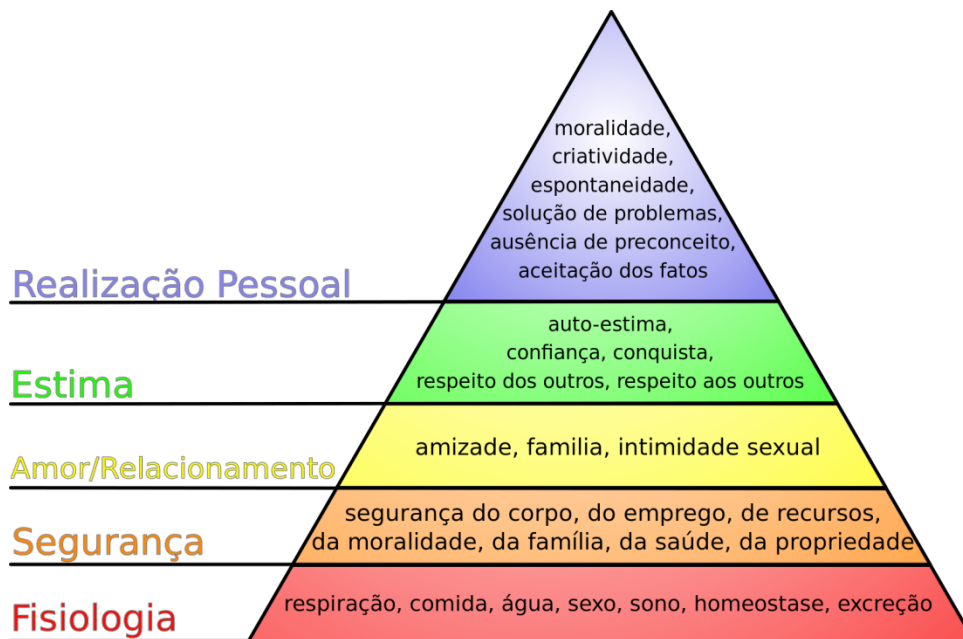 moralidade,
criatividade,
espontaneidade,
solução de problemas,
ausência de preconceito,
aceitação dos fatos
Realização Pessoal
auto-estima,
confiança, conquista,
respeito dos outros, respeito aos outros
Estima
amizade, familia, intimidade sexual
Amor/Relacionamento
segurança do corpo, do emprego, de recursos,
da moralidade, da família, da saúde, da propriedade
Segurança
respiração, comida, água, sexo, sono, homeostase, excreção
Fisiologia